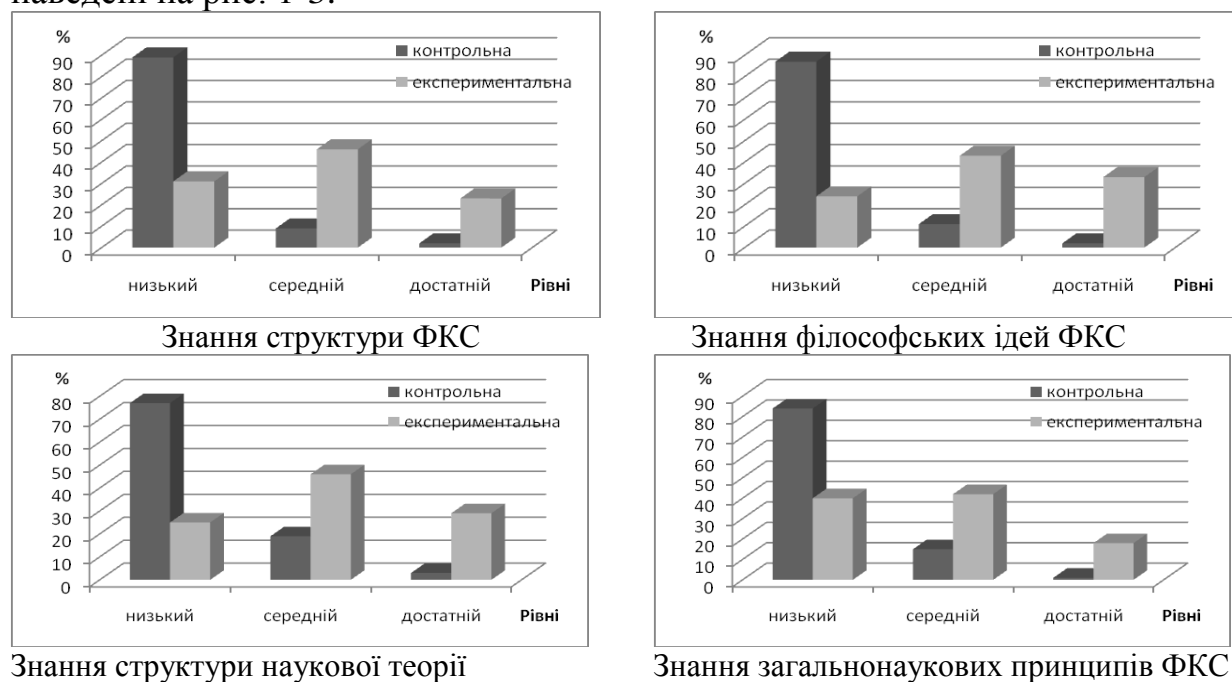 наведені на рис. 1-3.
%
90
80
70
60
50
40
30
20
10
0
контрольна
експериментальна
низький середній достатній Рівні
%
90
80
70
60
50
40
30
20
10
0
контрольна
експериментальна
низький середній достатній Рівні
Знання структури ФКС Знання філософських ідей ФКС
%
80
70
60
50
40
30
20
10
0
контрольна
експериментальна
низький середній достатній Рівні
%
90
80
70
60
50
40
30
20
10
0
контрольна
експериментальна
низький середній достатній Рівні
Знання структури наукової теорії Знання загальнонаукових принципів ФКС